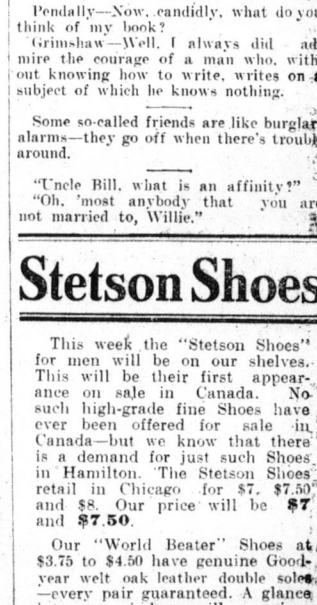 Pendally—Now, candidly, what do you
think of my book?
Grimshaw—Well, I always did ad
mire the courage of a man who, with
out knowing how to write, writes on a
subject of which he knows nothing.
Some so-called friends are like burglar
alarms—they go off when there's troubl
around.
"Uncle Bill, what is an affinity?"
"Oh, 'most anybody that you are
not married to, Willie."
Stetson Shoes
This week the "Stetson Shoes"
for men will be on our shelves.
This will be their first appear-
ance on sale in Canada. No
such high-grade fine Shoes have
ever been offered for sale in
Canada—but we know that there
is a demand for just such Shoes
in Hamilton. The Stetson Shoes
retail in Chicago for $7, $7.50
and $8. Our price will be $7
and $7.50.
Our "World Beater" Shoes at
$3.75 to $4.50 have genuine Good-
year welt oak leather double soles
—every pair guaranteed. A glance